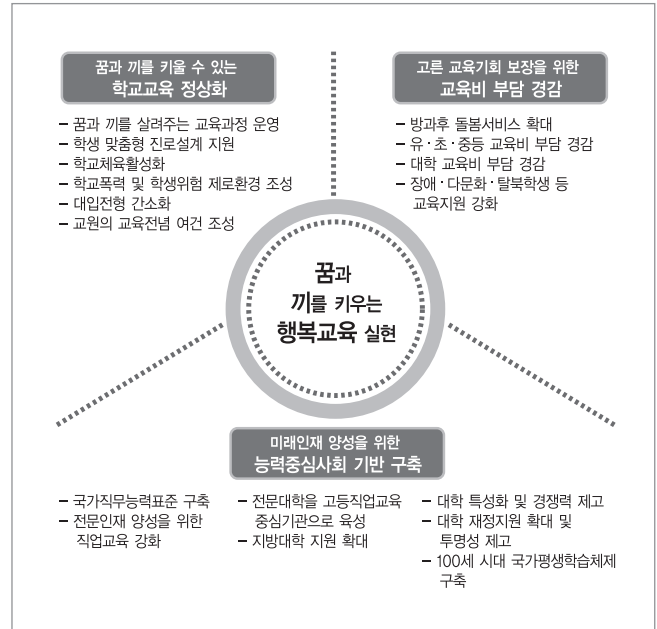 꿈과 끼를 키울 수 있는
학교교육 정상화
– 꿈과 끼를 살려주는 교육과정 운영
– 학생 맞춤형 진로설계 지원
– 학교체육활성화
– 학교폭력 및 학생위험 제로환경 조성
– 대입전형 간소화
– 교원의 교육전념 여건 조성
고른 교육기회 보장을 위한
교육비 부담 경감
– 방과후 돌봄서비스 확대
– 유·초·중등 교육비 부담 경감
– 대학 교육비 부담 경감
– 장애·다문화·탈북학생 등
교육지원 강화
꿈과
끼를 키우는
행복교육 실현
미래인재 양성을 위한
능력중심사회 기반 구축
– 국가직무능력표준 구축
– 전문인재 양성을 위한
직업교육 강화
– 전문대학을 고등직업교육
중심기관으로 육성
– 지방대학 지원 확대
– 대학 특성화 및 경쟁력 제고
– 대학 재정지원 확대 및
투명성 제고
– 100세 시대 국가평생학습체제
구축